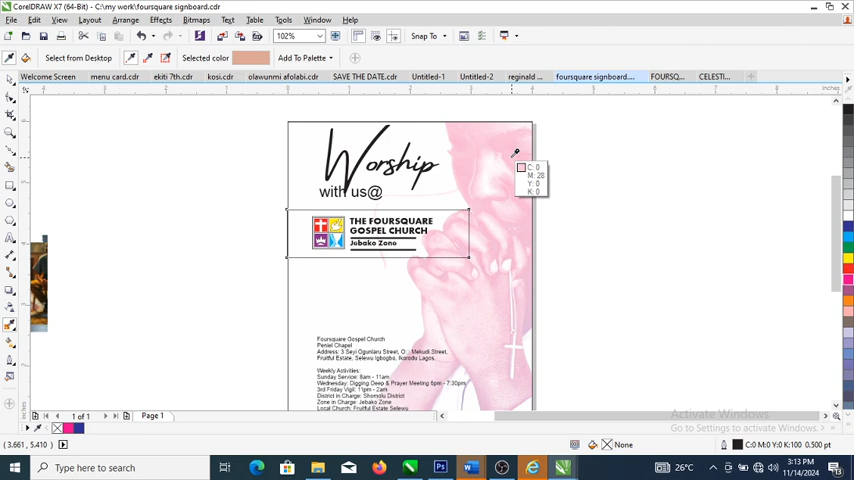 CorelDRAW X7 (64-Bit) - C:\my work\foursquare signboard.cdr
File Edit View Layout Arrange Effects Bitmaps Text Table Tools Window Help
102% Snap To
Select from Desktop Selected color Add To Palette
Welcome Screen menu card.cdr ekiti 7th.cdr kosi.cdr olawunmi afolabi.cdr SAVE THE DATE.cdr Untitled-1 Untitled-2 reginald ... foursquare signboard.... FOURSQ... CELESTI...
inches
Worship
with us@
C: 0
M: 28
Y: 0
K: 0
THE FOURSQUARE
GOSPEL CHURCH
Jobako Zone
Foursquare Gospel Church
Peniel Chapel
Address: 3 Seyi Ogunlaru Street, O... Mekudi Street,
Fruitful Estate, Selewu Igbogbo, Ikorodu Lagos.
Weekly Activities:
Sunday Service: 8am - 11am
Wednesday: Digging Deep & Prayer Meeting 6pm - 7:30pm
3rd Friday Vigil: 11pm - 2am
District in Charge: Shomolu District
Zone in Charge: Jebako Zone
Local Church: Fruitful Estate Selewu
1 of 1 Page 1
Activate Windows
Go to Settings to activate Windows.
(3.661, 5.410) None C:0 M:0 Y:0 K:100 0.500 pt
Type here to search 26°C 3:13 PM
11/14/2024